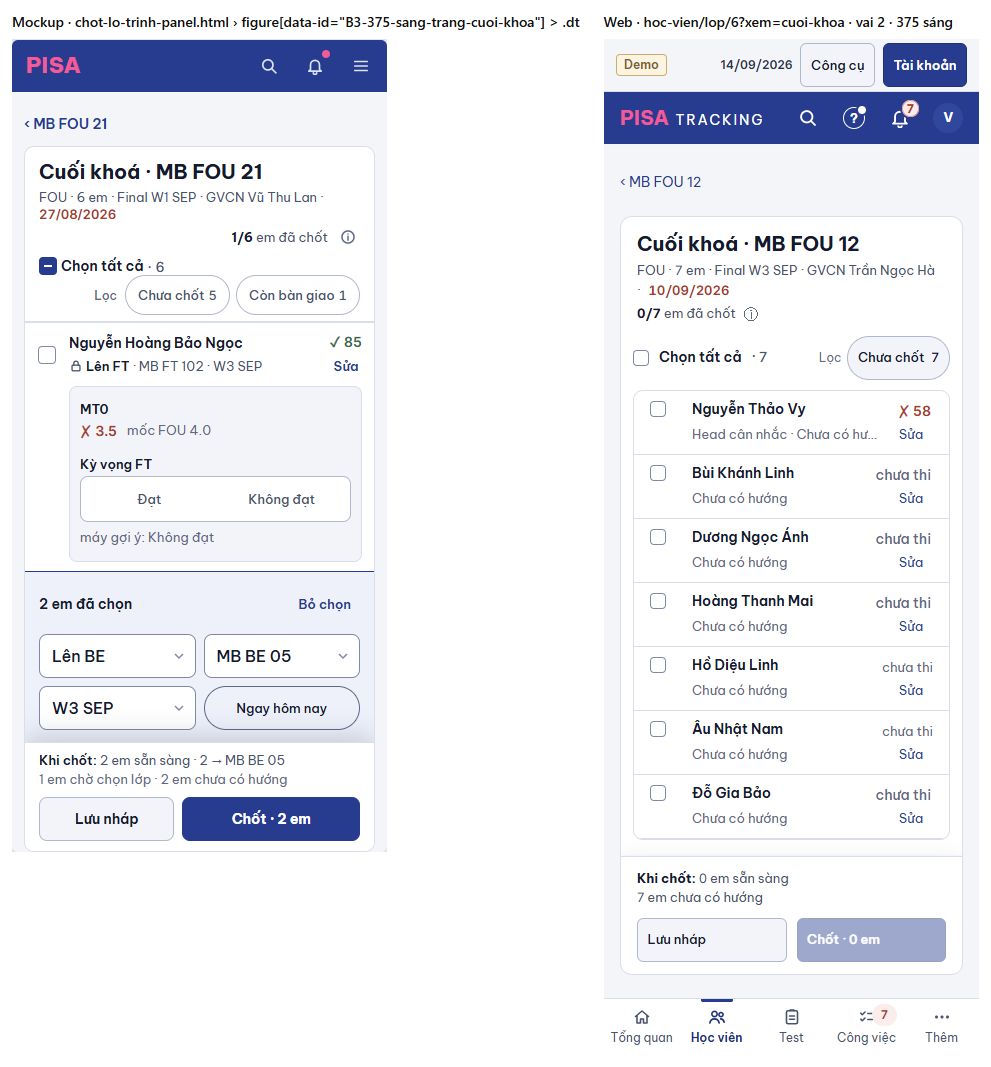 Mockup · chot-lo-trinh-panel.html › figure[data-id="B3-375-sang-trang-cuoi-khoa"] > .dt
PISA
‹ MB FOU 21
Cuối khoá · MB FOU 21
FOU · 6 em · Final W1 SEP · GVCN Vũ Thu Lan ·
27/08/2026
1/6 em đã chốt
Chọn tất cả · 6
Lọc Chưa chốt 5 Còn bàn giao 1
Nguyễn Hoàng Bảo Ngọc ✓ 85
Lên FT · MB FT 102 · W3 SEP Sửa
MT0
✗ 3.5 mốc FOU 4.0
Kỳ vọng FT
Đạt Không đạt
máy gợi ý: Không đạt
2 em đã chọn Bỏ chọn
Lên BE MB BE 05
W3 SEP Ngay hôm nay
Khi chốt: 2 em sẵn sàng · 2 → MB BE 05
1 em chờ chọn lớp · 2 em chưa có hướng
Lưu nháp Chốt · 2 em
Web · hoc-vien/lop/6?xem=cuoi-khoa · vai 2 · 375 sáng
Demo 14/09/2026 Công cụ Tài khoản
PISA TRACKING ? 7 V
‹ MB FOU 12
Cuối khoá · MB FOU 12
FOU · 7 em · Final W3 SEP · GVCN Trần Ngọc Hà
· 10/09/2026
0/7 em đã chốt
Chọn tất cả · 7 Lọc Chưa chốt 7
Nguyễn Thảo Vy ✗ 58
Head cân nhắc · Chưa có hư... Sửa
Bùi Khánh Linh chưa thi
Chưa có hướng Sửa
Dương Ngọc Ánh chưa thi
Chưa có hướng Sửa
Hoàng Thanh Mai chưa thi
Chưa có hướng Sửa
Hồ Diệu Linh chưa thi
Chưa có hướng Sửa
Âu Nhật Nam chưa thi
Chưa có hướng Sửa
Đỗ Gia Bảo chưa thi
Chưa có hướng Sửa
Khi chốt: 0 em sẵn sàng
7 em chưa có hướng
Lưu nháp Chốt · 0 em
7
Tổng quan Học viên Test Công việc Thêm